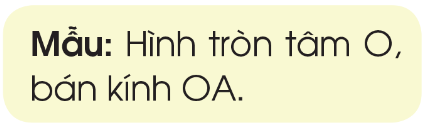 Mẫu: Hình tròn tâm O,
bán kính OA.